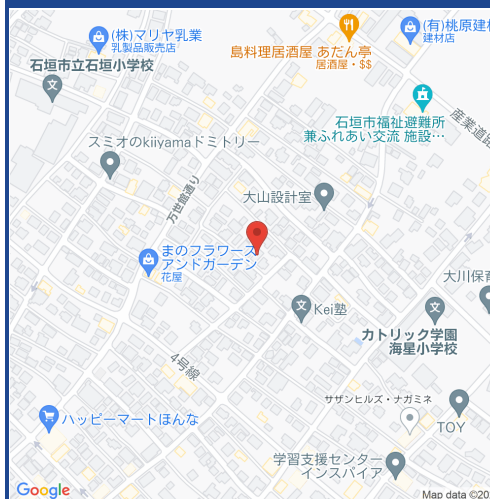 (株)マリヤ乳業
乳製品販売店
石垣市立石垣小学校
島料理居酒屋 あだん亭
居酒屋・$$
(有)桃原建材
建材店
石垣市福祉避難所
兼ふれあい交流 施設…
産業道路
スミオのkiiyamaドミトリー
万世館通り
大山設計室
まのフラワーズ
アンドガーデン
花屋
Kei塾
大川保育
カトリック学園
海星小学校
4号線
サザンヒルズ・ナガミネ
ハッピーマートほんな
TOY
学習支援センター
インスパイア
Google
Map data ©20